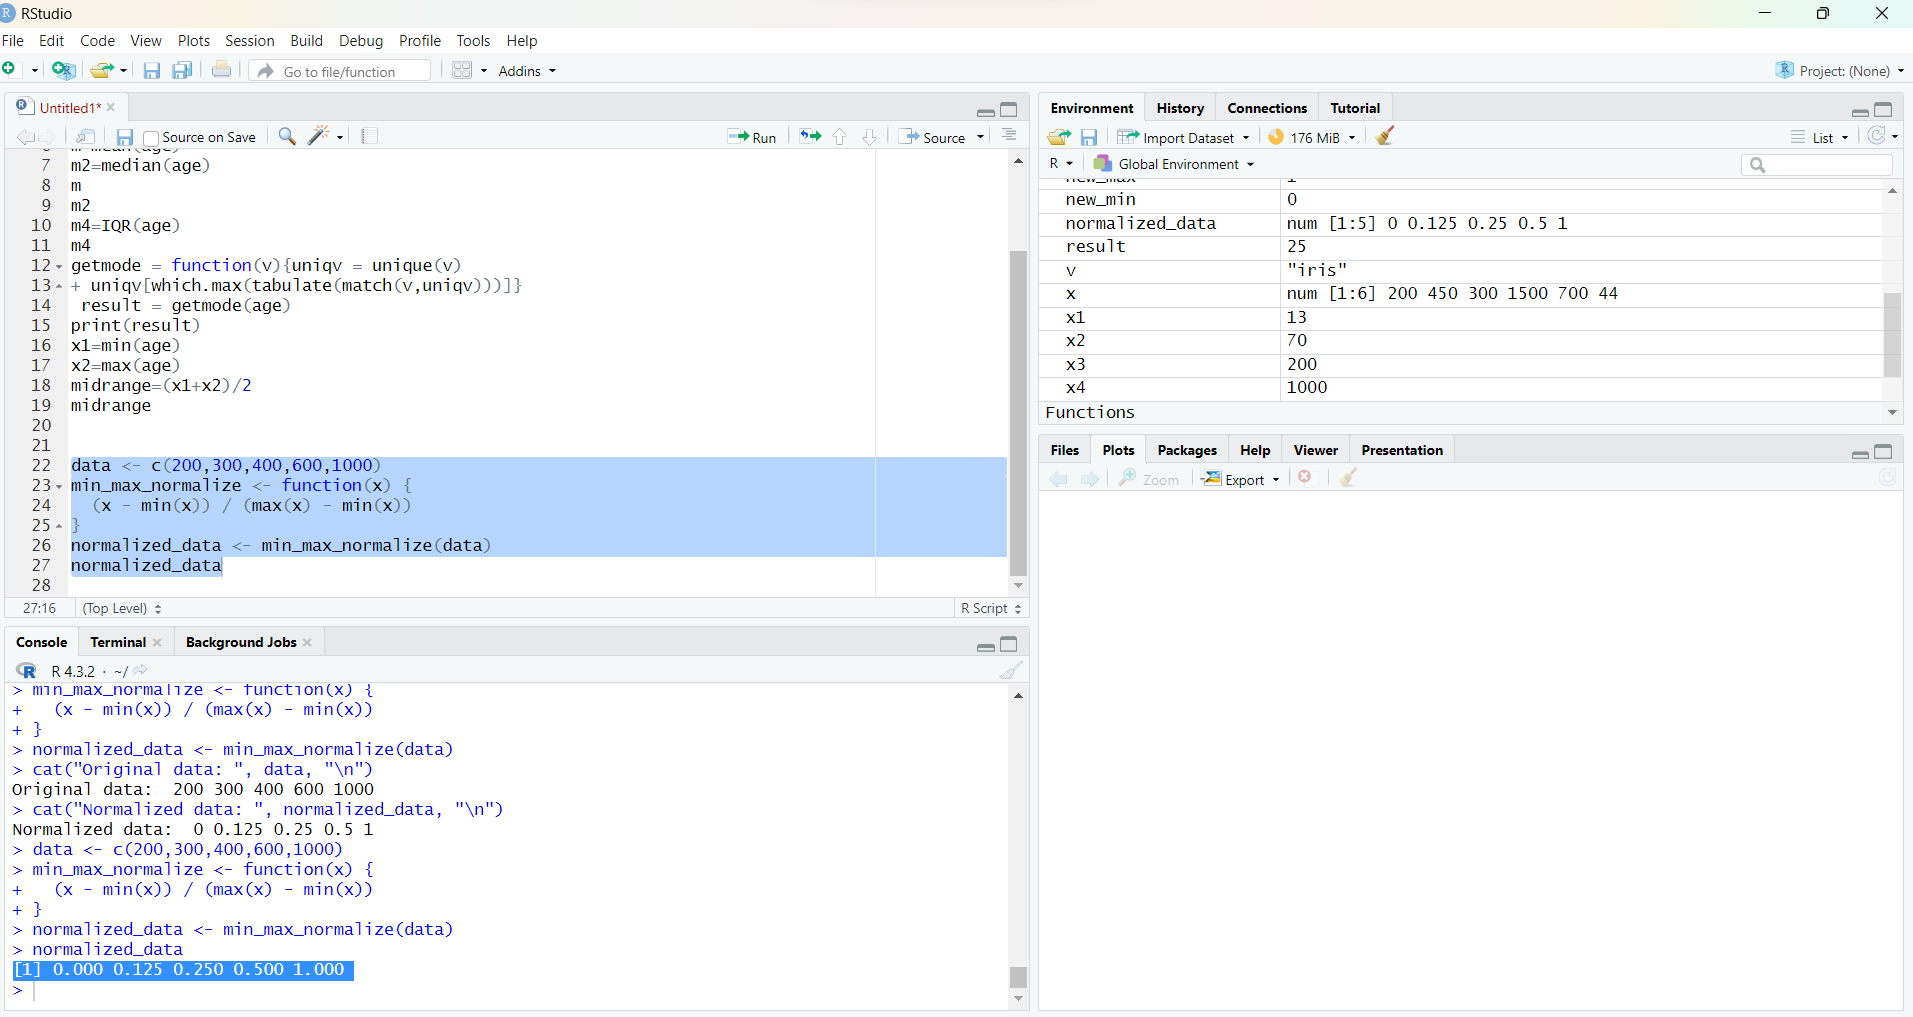 RStudio
File Edit Code View Plots Session Build Debug Profile Tools Help
Go to file/function Addins Project: (None)
Untitled1*
Source on Save Run Source
7 m2=median(age)
8 m
9 m2
10 m4=IQR(age)
11 m4
12 getmode = function(v){uniqv = unique(v)
13 + uniqv[which.max(tabulate(match(v,uniqv)))]}
14 result = getmode(age)
15 print(result)
16 x1=min(age)
17 x2=max(age)
18 midrange=(x1+x2)/2
19 midrange
20
21
22 data <- c(200,300,400,600,1000)
23 min_max_normalize <- function(x) {
24 (x - min(x)) / (max(x) - min(x))
25 }
26 normalized_data <- min_max_normalize(data)
27 normalized_data
28
27:16 (Top Level) R Script
Console Terminal Background Jobs
R 4.3.2 · ~/
> min_max_normalize <- function(x) {
+ (x - min(x)) / (max(x) - min(x))
+ }
> normalized_data <- min_max_normalize(data)
> cat("Original data: ", data, "\n")
Original data: 200 300 400 600 1000
> cat("Normalized data: ", normalized_data, "\n")
Normalized data: 0 0.125 0.25 0.5 1
> data <- c(200,300,400,600,1000)
> min_max_normalize <- function(x) {
+ (x - min(x)) / (max(x) - min(x))
+ }
> normalized_data <- min_max_normalize(data)
> normalized_data
[1] 0.000 0.125 0.250 0.500 1.000
>
Environment History Connections Tutorial
Import Dataset 176 MiB List
R Global Environment
new_min 0
normalized_data num [1:5] 0 0.125 0.25 0.5 1
result 25
v "iris"
x num [1:6] 200 450 300 1500 700 44
x1 13
x2 70
x3 200
x4 1000
Functions
Files Plots Packages Help Viewer Presentation
Zoom Export